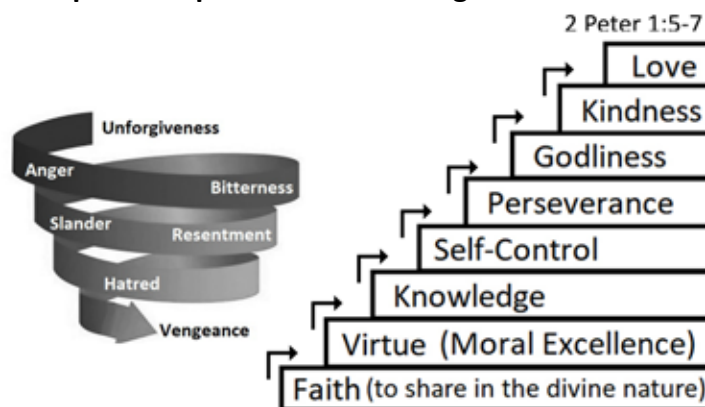 2 Peter 1:5-7
Unforgiveness
Anger
Bitterness
Slander
Resentment
Hatred
Vengeance
Love
Kindness
Godliness
Perseverance
Self-Control
Knowledge
Virtue (Moral Excellence)
Faith (to share in the divine nature)